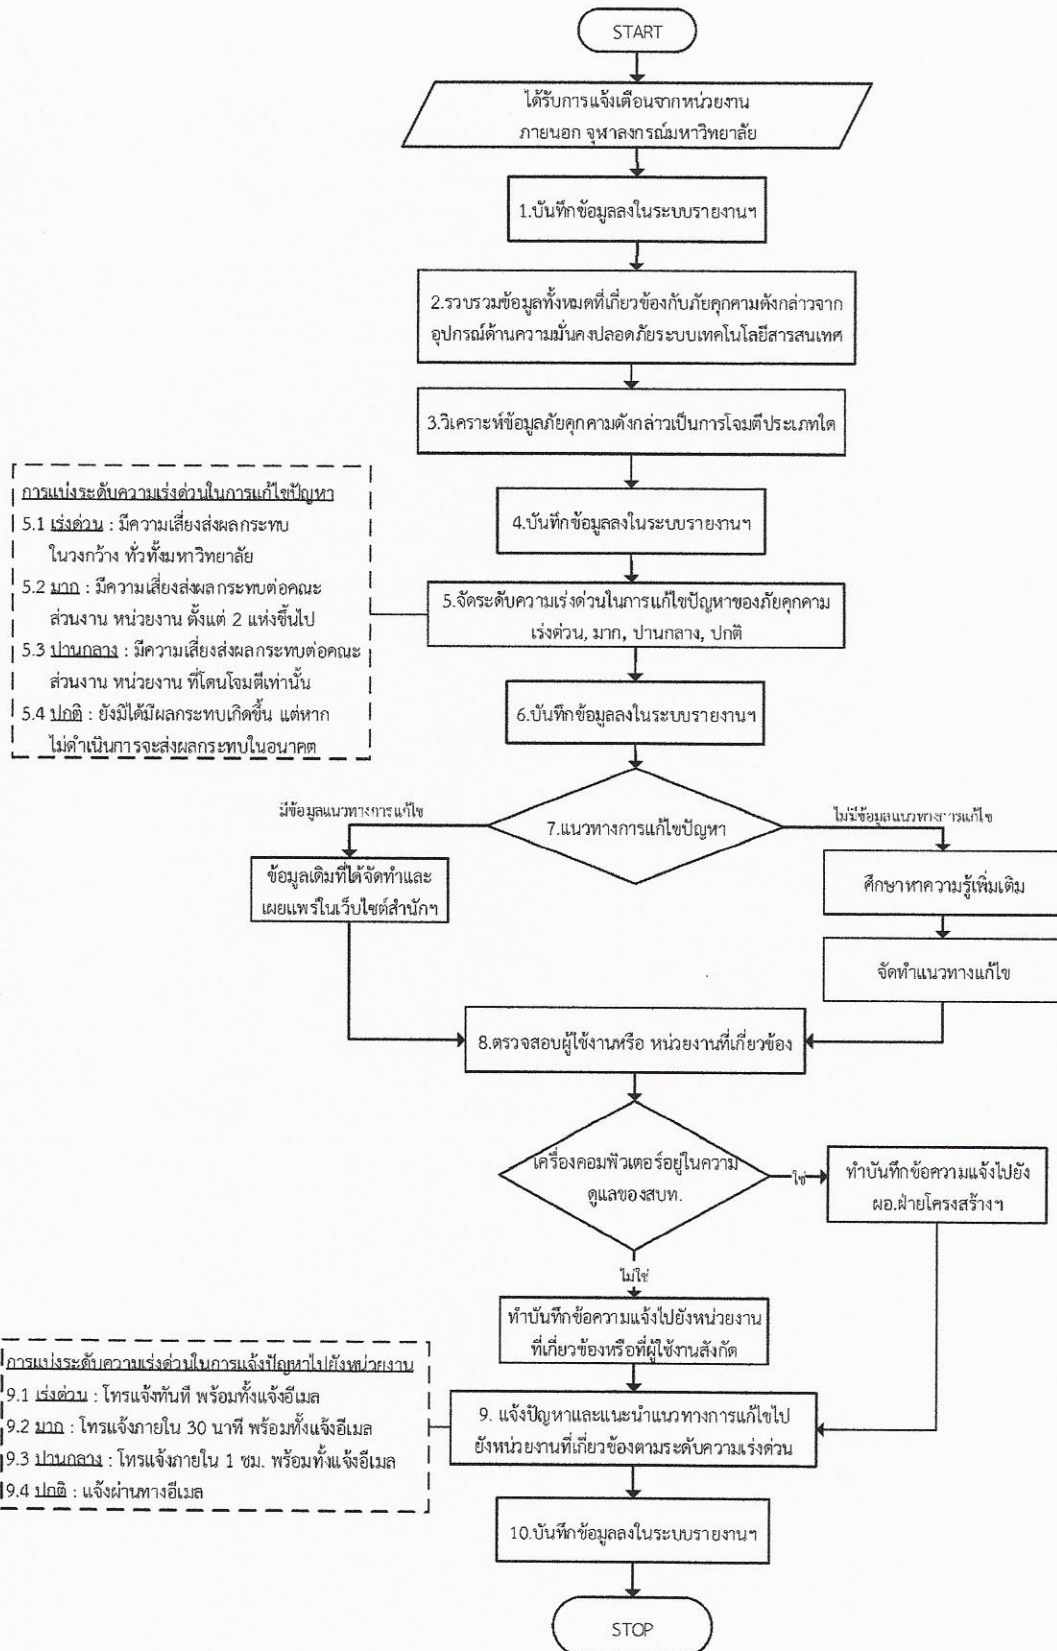 START
ได้รับการแจ้งเตือนจากหน่วยงาน
ภายนอก จุฬาลงกรณ์มหาวิทยาลัย
1.บันทึกข้อมูลลงในระบบรายงานฯ
2.รวบรวมข้อมูลทั้งหมดที่เกี่ยวข้องกับภัยคุกคามดังกล่าวจาก
อุปกรณ์ด้านความมั่นคงปลอดภัยระบบเทคโนโลยีสารสนเทศ
3.วิเคราะห์ข้อมูลภัยคุกคามดังกล่าวเป็นการโจมตีประเภทใด
4.บันทึกข้อมูลลงในระบบรายงานฯ
การแบ่งระดับความเร่งด่วนในการแก้ไขปัญหา
5.1 เร่งด่วน : มีความเสี่ยงส่งผลกระทบ
ในวงกว้าง ทั่วทั้งมหาวิทยาลัย
5.2 มาก : มีความเสี่ยงส่งผลกระทบต่อคณะ
ส่วนงาน หน่วยงาน ตั้งแต่ 2 แห่งขึ้นไป
5.3 ปานกลาง : มีความเสี่ยงส่งผลกระทบต่อคณะ
ส่วนงาน หน่วยงาน ที่โดนโจมตีเท่านั้น
5.4 ปกติ : ยังมิได้มีผลกระทบเกิดขึ้น แต่หาก
ไม่ดำเนินการจะส่งผลกระทบในอนาคต
5.จัดระดับความเร่งด่วนในการแก้ไขปัญหาของภัยคุกคาม
เร่งด่วน, มาก, ปานกลาง, ปกติ
6.บันทึกข้อมูลลงในระบบรายงานฯ
7.แนวทางการแก้ไขปัญหา
มีข้อมูลแนวทางการแก้ไข
ไม่มีข้อมูลแนวทางการแก้ไข
ข้อมูลเดิมที่ได้จัดทำและ
เผยแพร่ในเว็บไซต์สำนักฯ
ศึกษาหาความรู้เพิ่มเติม
จัดทำแนวทางแก้ไข
8.ตรวจสอบผู้ใช้งานหรือ หน่วยงานที่เกี่ยวข้อง
เครื่องคอมพิวเตอร์อยู่ในความ
ดูแลของสบท.
ใช่
ทำบันทึกข้อความแจ้งไปยัง
ผอ.ฝ่ายโครงสร้างฯ
ไม่ใช่
ทำบันทึกข้อความแจ้งไปยังหน่วยงาน
ที่เกี่ยวข้องหรือที่ผู้ใช้งานสังกัด
การแบ่งระดับความเร่งด่วนในการแจ้งปัญหาไปยังหน่วยงาน
9.1 เร่งด่วน : โทรแจ้งทันที พร้อมทั้งแจ้งอีเมล
9.2 มาก : โทรแจ้งภายใน 30 นาที พร้อมทั้งแจ้งอีเมล
9.3 ปานกลาง : โทรแจ้งภายใน 1 ชม. พร้อมทั้งแจ้งอีเมล
9.4 ปกติ : แจ้งผ่านทางอีเมล
9. แจ้งปัญหาและแนะนำแนวทางการแก้ไขไป
ยังหน่วยงานที่เกี่ยวข้องตามระดับความเร่งด่วน
10.บันทึกข้อมูลลงในระบบรายงานฯ
STOP